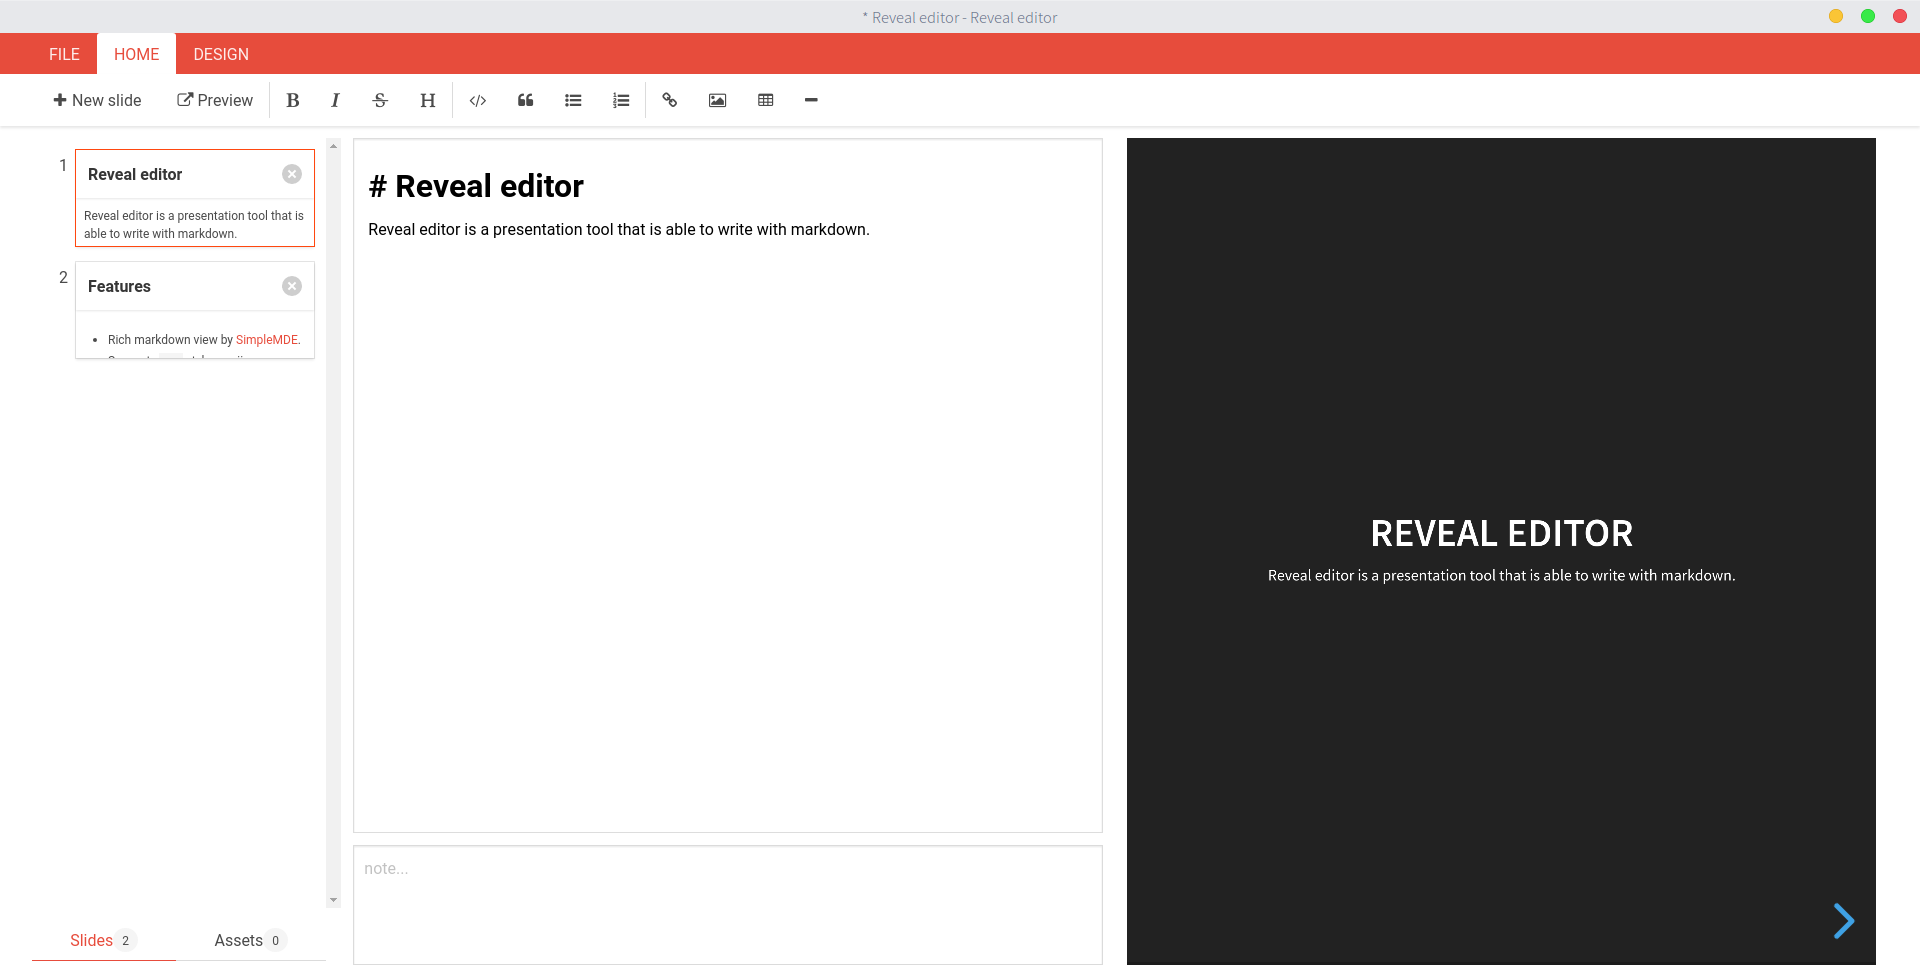 * Reveal editor - Reveal editor
FILE HOME DESIGN
New slide Preview B I S H
1
Reveal editor
Reveal editor is a presentation tool that is
able to write with markdown.
2
Features
Rich markdown view by SimpleMDE.
# Reveal editor
Reveal editor is a presentation tool that is able to write with markdown.
note...
REVEAL EDITOR
Reveal editor is a presentation tool that is able to write with markdown.
Slides 2 Assets 0